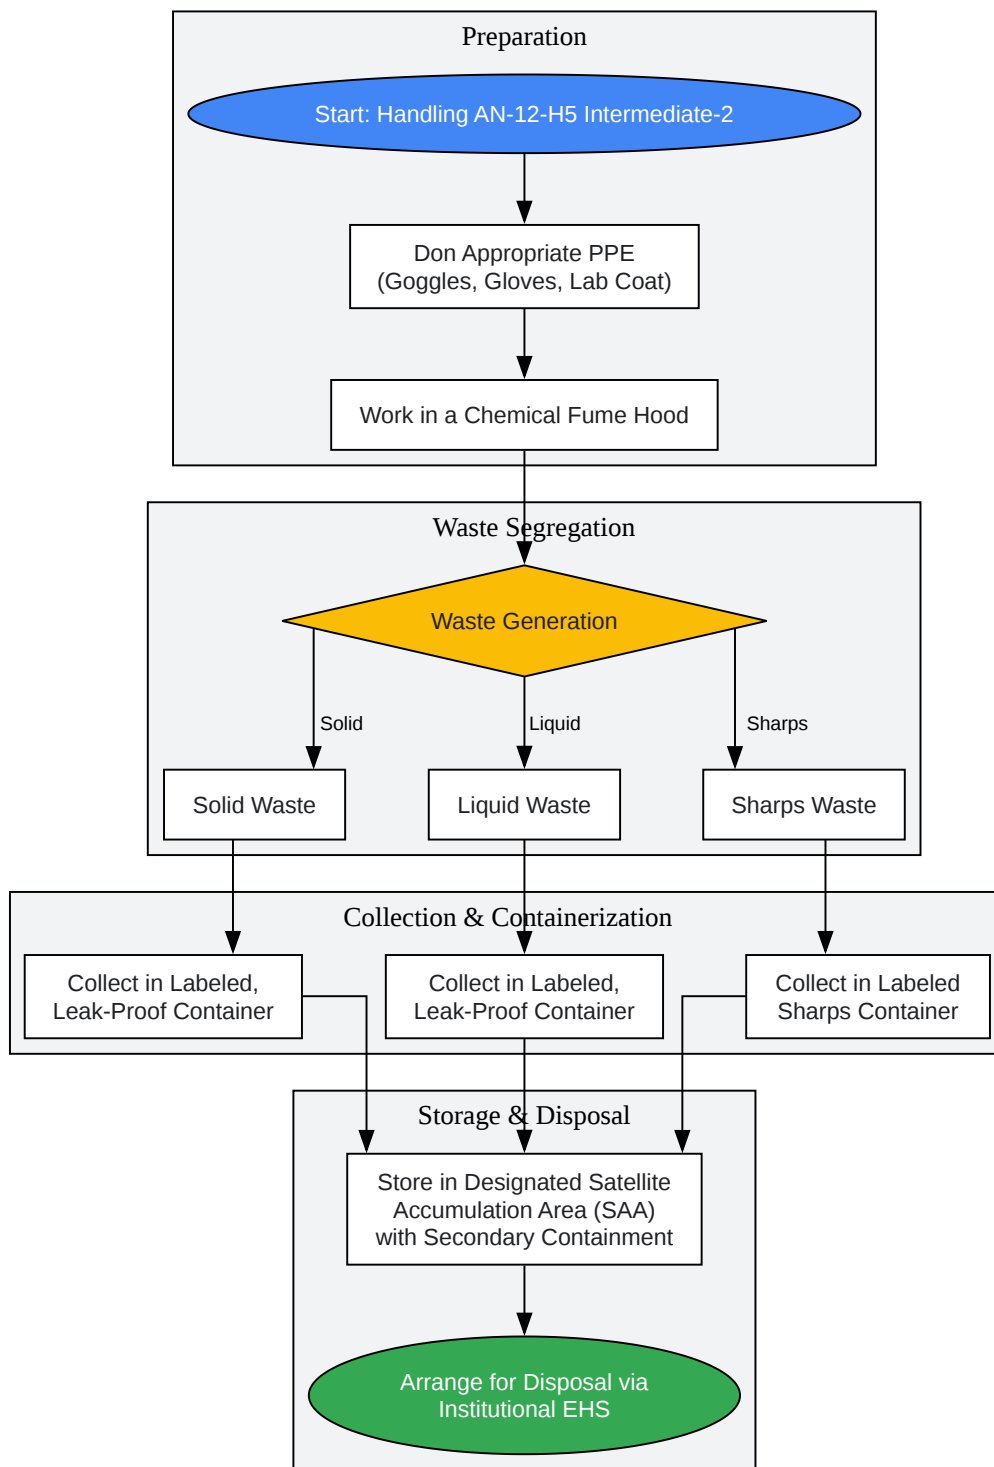 Preparation
Start: Handling AN-12-H5 Intermediate-2
Don Appropriate PPE
(Goggles, Gloves, Lab Coat)
Work in a Chemical Fume Hood
Waste Segregation
Waste Generation
Solid
Liquid
Sharps
Solid Waste
Liquid Waste
Sharps Waste
Collection & Containerization
Collect in Labeled,
Leak-Proof Container
Collect in Labeled,
Leak-Proof Container
Collect in Labeled
Sharps Container
Storage & Disposal
Store in Designated Satellite
Accumulation Area (SAA)
with Secondary Containment
Arrange for Disposal via
Institutional EHS